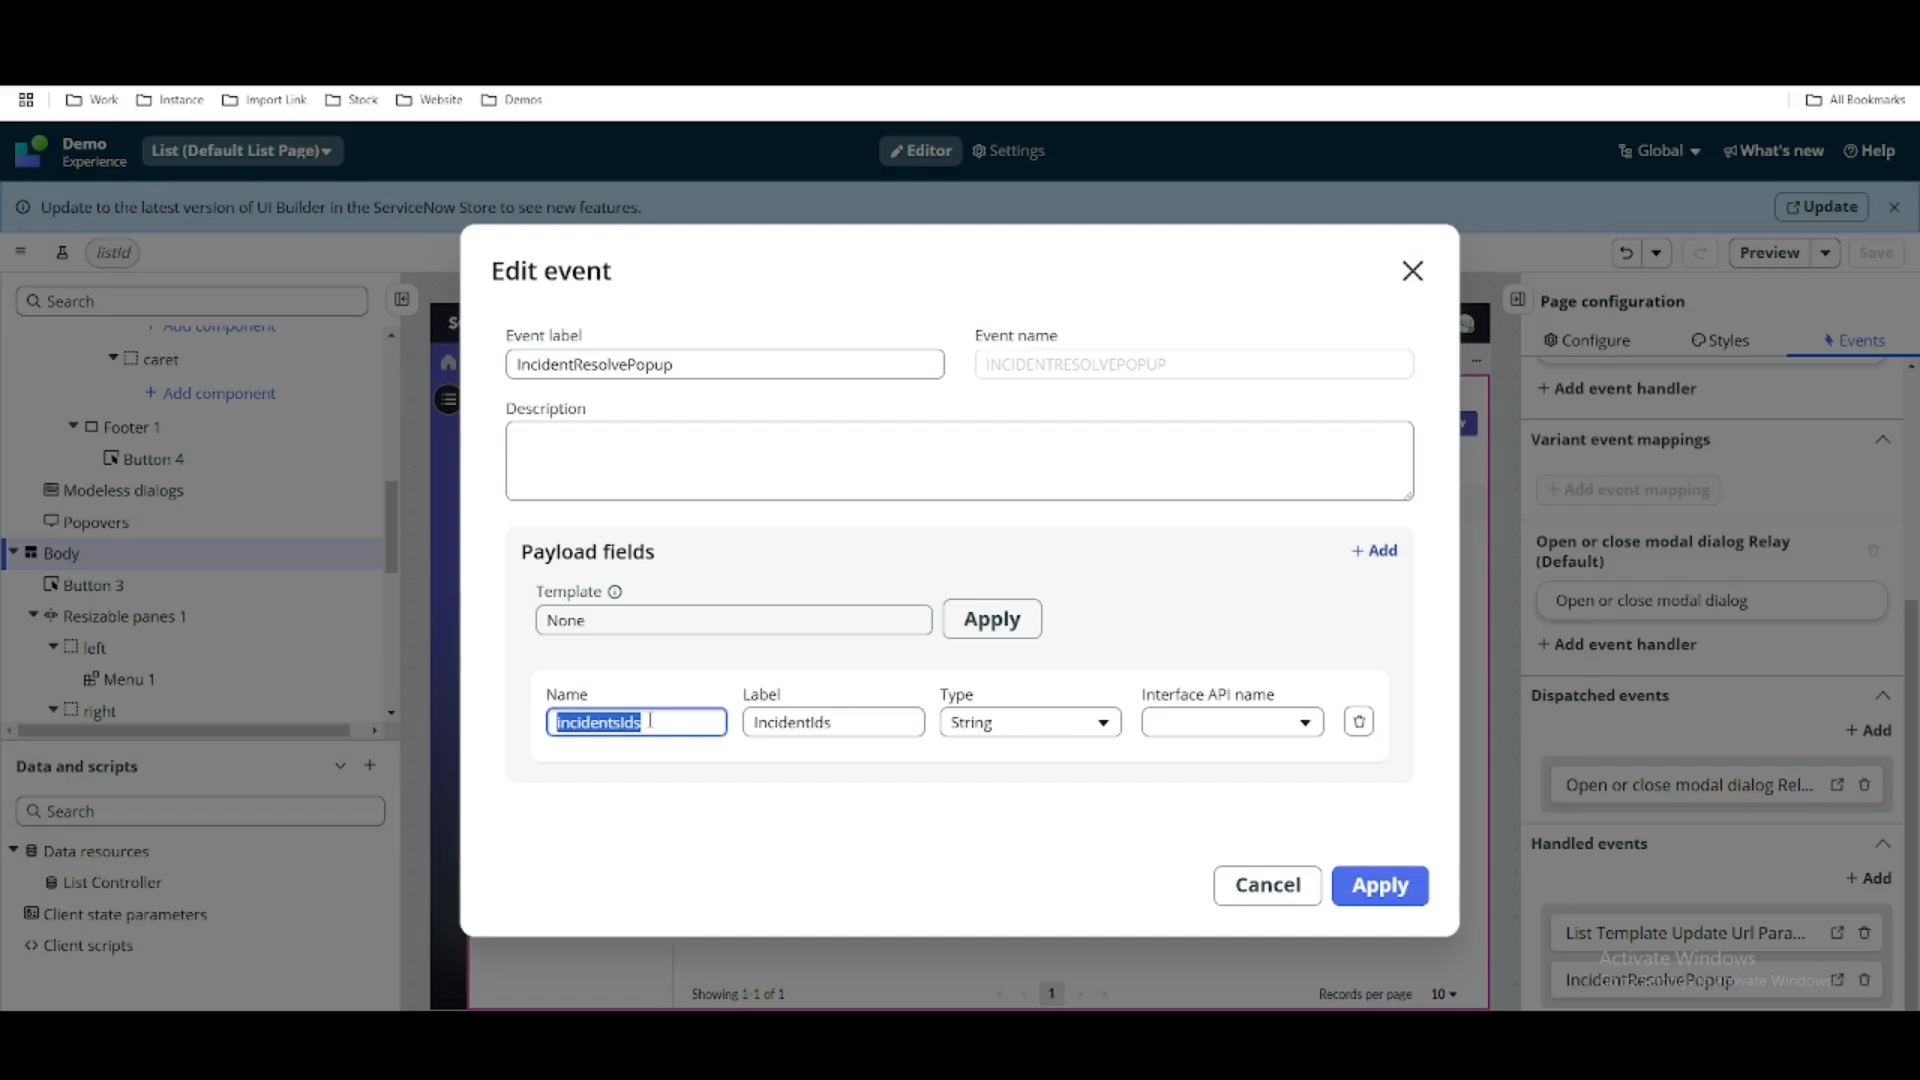 Work
Instance
Import Link
Stock
Website
Demos
All Bookmarks
Demo
Experience
List (Default List Page)
Editor
Settings
Global
What's new
Help
Update to the latest version of UI Builder in the ServiceNow Store to see new features.
Update
listId
Preview
Save
Search
Add component
caret
+ Add component
Footer 1
Button 4
Modeless dialogs
Popovers
Body
Button 3
Resizable panes 1
left
Menu 1
right
Data and scripts
Search
Data resources
List Controller
Client state parameters
Client scripts
Edit event
Event label
IncidentResolvePopup
Event name
INCIDENTRESOLVEPOPUP
Description
Payload fields
+ Add
Template
None
Apply
Name
incidentsIds
Label
IncidentIds
Type
String
Interface API name
Cancel
Apply
Showing 1-1 of 1
1
Records per page 10
Page configuration
Configure
Styles
Events
+ Add event handler
Variant event mappings
+ Add event mapping
Open or close modal dialog Relay
(Default)
Open or close modal dialog
+ Add event handler
Dispatched events
+ Add
Open or close modal dialog Rel...
Handled events
+ Add
List Template Update Url Para...
Activate Windows
IncidentResolvePopup